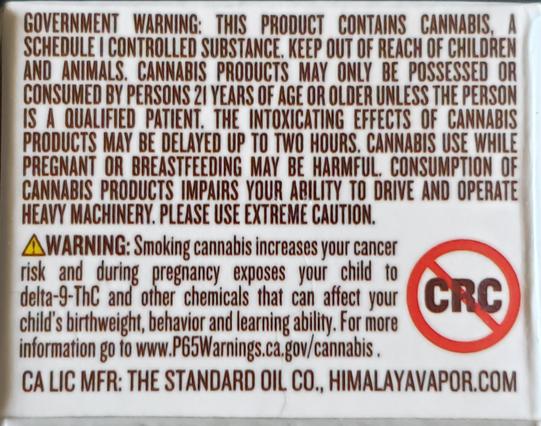 GOVERNMENT WARNING: THIS PRODUCT CONTAINS CANNABIS, A
SCHEDULE I CONTROLLED SUBSTANCE. KEEP OUT OF REACH OF CHILDREN
AND ANIMALS. CANNABIS PRODUCTS MAY ONLY BE POSSESSED OR
CONSUMED BY PERSONS 21 YEARS OF AGE OR OLDER UNLESS THE PERSON
IS A QUALIFIED PATIENT. THE INTOXICATING EFFECTS OF CANNABIS
PRODUCTS MAY BE DELAYED UP TO TWO HOURS. CANNABIS USE WHILE
PREGNANT OR BREASTFEEDING MAY BE HARMFUL. CONSUMPTION OF
CANNABIS PRODUCTS IMPAIRS YOUR ABILITY TO DRIVE AND OPERATE
HEAVY MACHINERY. PLEASE USE EXTREME CAUTION.
WARNING: Smoking cannabis increases your cancer
risk and during pregnancy exposes your child to
delta-9-ThC and other chemicals that can affect your
child's birthweight, behavior and learning ability. For more
information go to www.P65Warnings.ca.gov/cannabis .
CRC
CA LIC MFR: THE STANDARD OIL CO., HIMALAYAVAPOR.COM